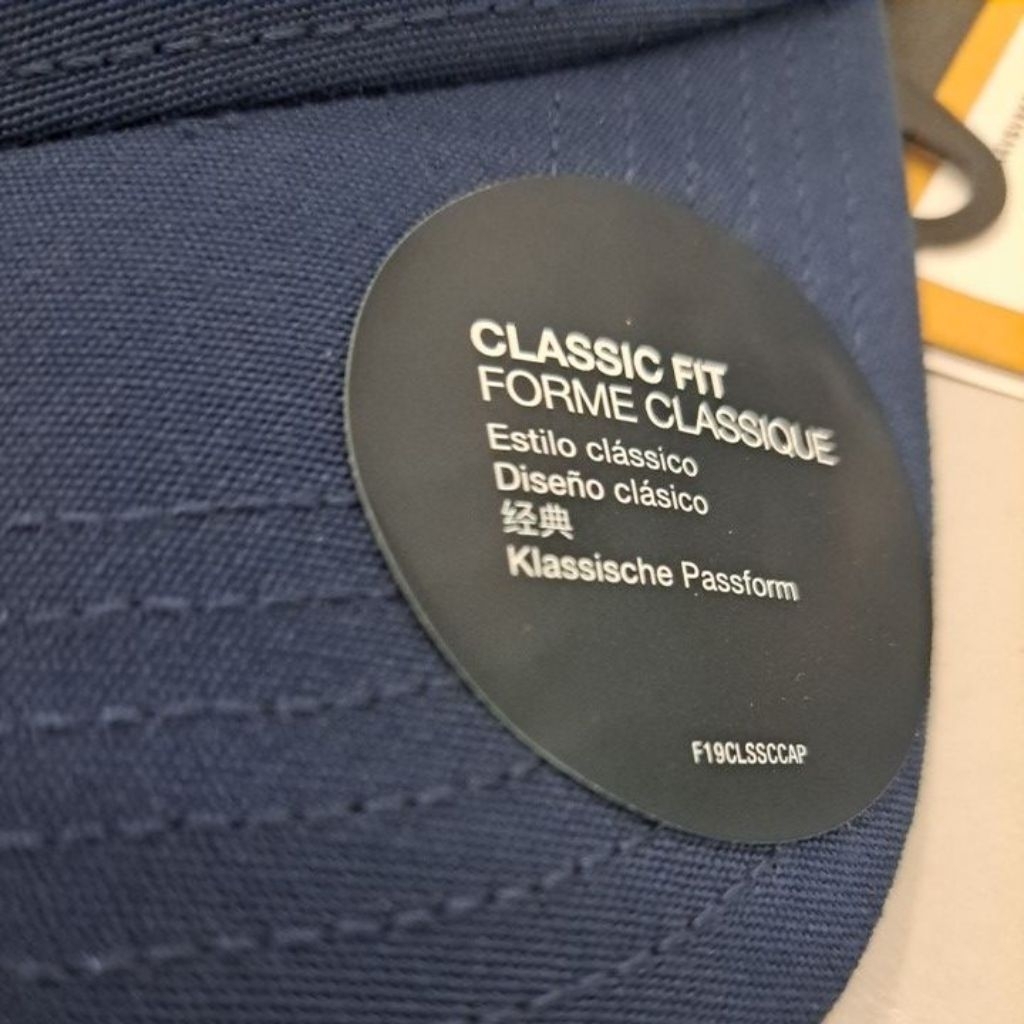 CLASSIC FIT
FORME CLASSIQUE
Estilo clássico
Diseño clásico
经典
Klassische Passform
F19CLSSCCAP